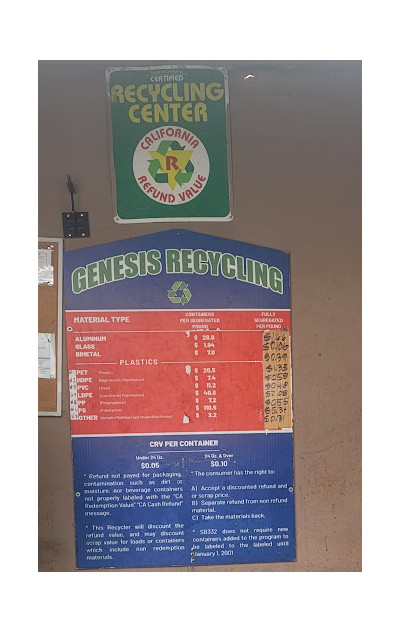 CERTIFIED
RECYCLING
CENTER
CALIFORNIA
R
REFUND VALUE
GENESIS RECYCLING
MATERIAL TYPE
CONTAINERS
PER SEGREGATED
POUND
FULLY
SEGREGATED
PER POUND
ALUMINUM $ 28.8
GLASS $ 1.94
BIMETAL $ 7.0
PLASTICS
PET
HDPE $ 7.4
PVC $ 11.2
LDPE
PP $ 7.2
PS $ 110.5
OTHER $ 3.2
CRV PER CONTAINER
Under 24 Oz. 24 Oz. & Over
$0.05 $0.10
* Refund not payed for packaging,
contamination such as dirt or
moisture, nor beverage containers
not properly labeled with the "CA
Redemption Value" "CA Cash Refund"
message.
* This Recycler will discount the
refund value, and may discount
scrap value for loads or containers
which include non redemption
materials.
* The consumer has the right to:
A) Accept a discounted refund and
or scrap price.
B) Separate refund from non refund
material.
C) Take the materials back.
* SB332 does not require new
containers added to the program to
be labeled to the labeled until
January 1, 2001